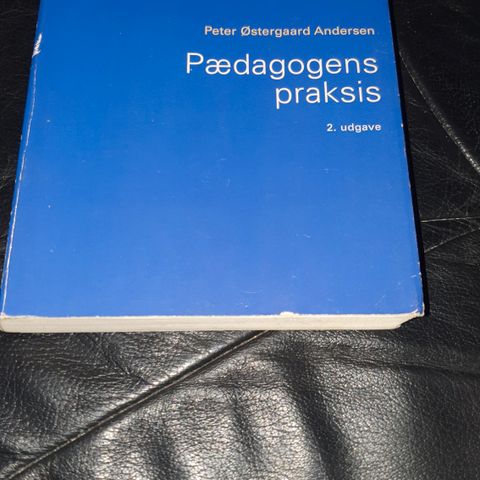 Peter Østergaard Andersen
Pædagogens
praksis
2. udgave